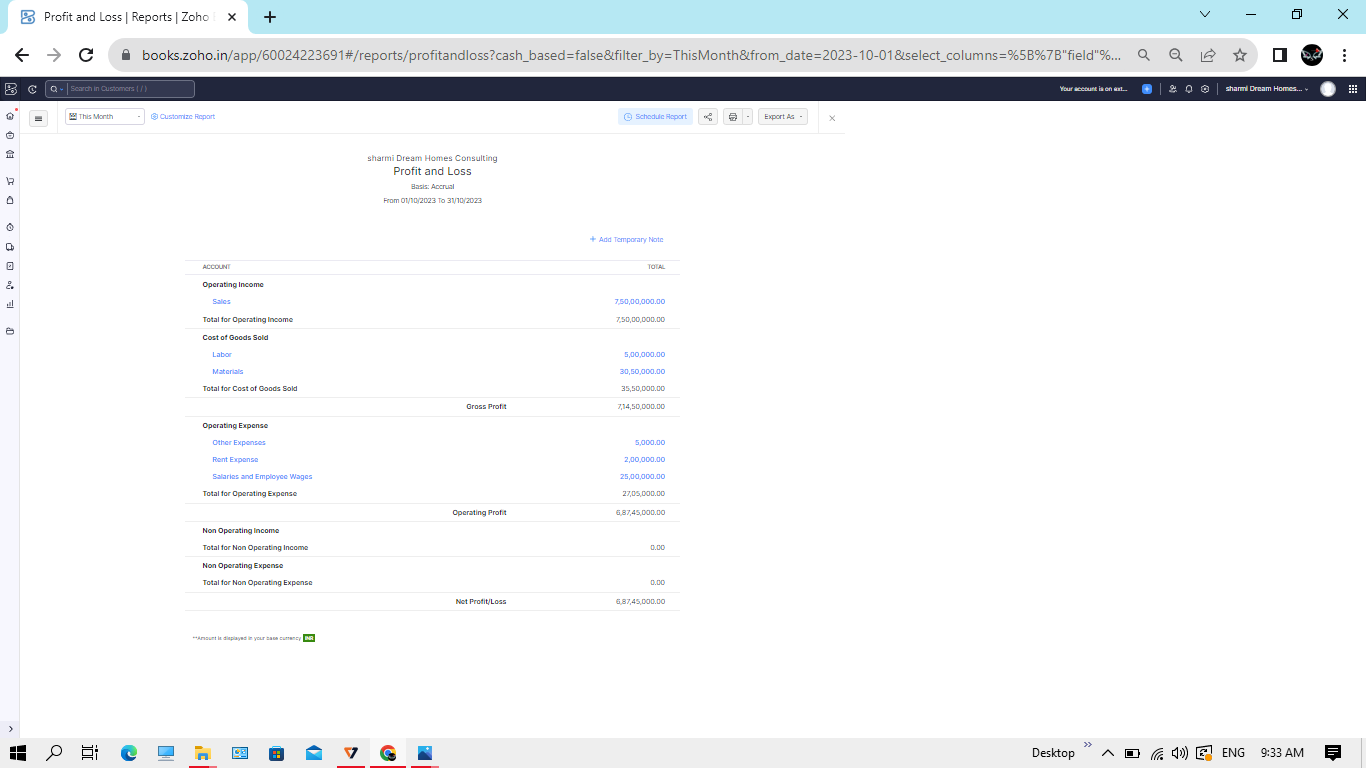 Profit and Loss | Reports | Zoho
books.zoho.in/app/60024223691#/reports/profitandloss?cash_based=false&filter_by=ThisMonth&from_date=2023-10-01&select_columns=%5B%7B"field"%...
Search in Customers ( / )
Your account is on ext...
sharmi Dream Homes...
This Month
Customize Report
Schedule Report
Export As
sharmi Dream Homes Consulting
Profit and Loss
Basis: Accrual
From 01/10/2023 To 31/10/2023
+ Add Temporary Note
ACCOUNT TOTAL
Operating Income
Sales 7,50,00,000.00
Total for Operating Income 7,50,00,000.00
Cost of Goods Sold
Labor 5,00,000.00
Materials 30,50,000.00
Total for Cost of Goods Sold 35,50,000.00
Gross Profit 7,14,50,000.00
Operating Expense
Other Expenses 5,000.00
Rent Expense 2,00,000.00
Salaries and Employee Wages 25,00,000.00
Total for Operating Expense 27,05,000.00
Operating Profit 6,87,45,000.00
Non Operating Income
Total for Non Operating Income 0.00
Non Operating Expense
Total for Non Operating Expense 0.00
Net Profit/Loss 6,87,45,000.00
**Amount is displayed in your base currency INR
Desktop
ENG
9:33 AM